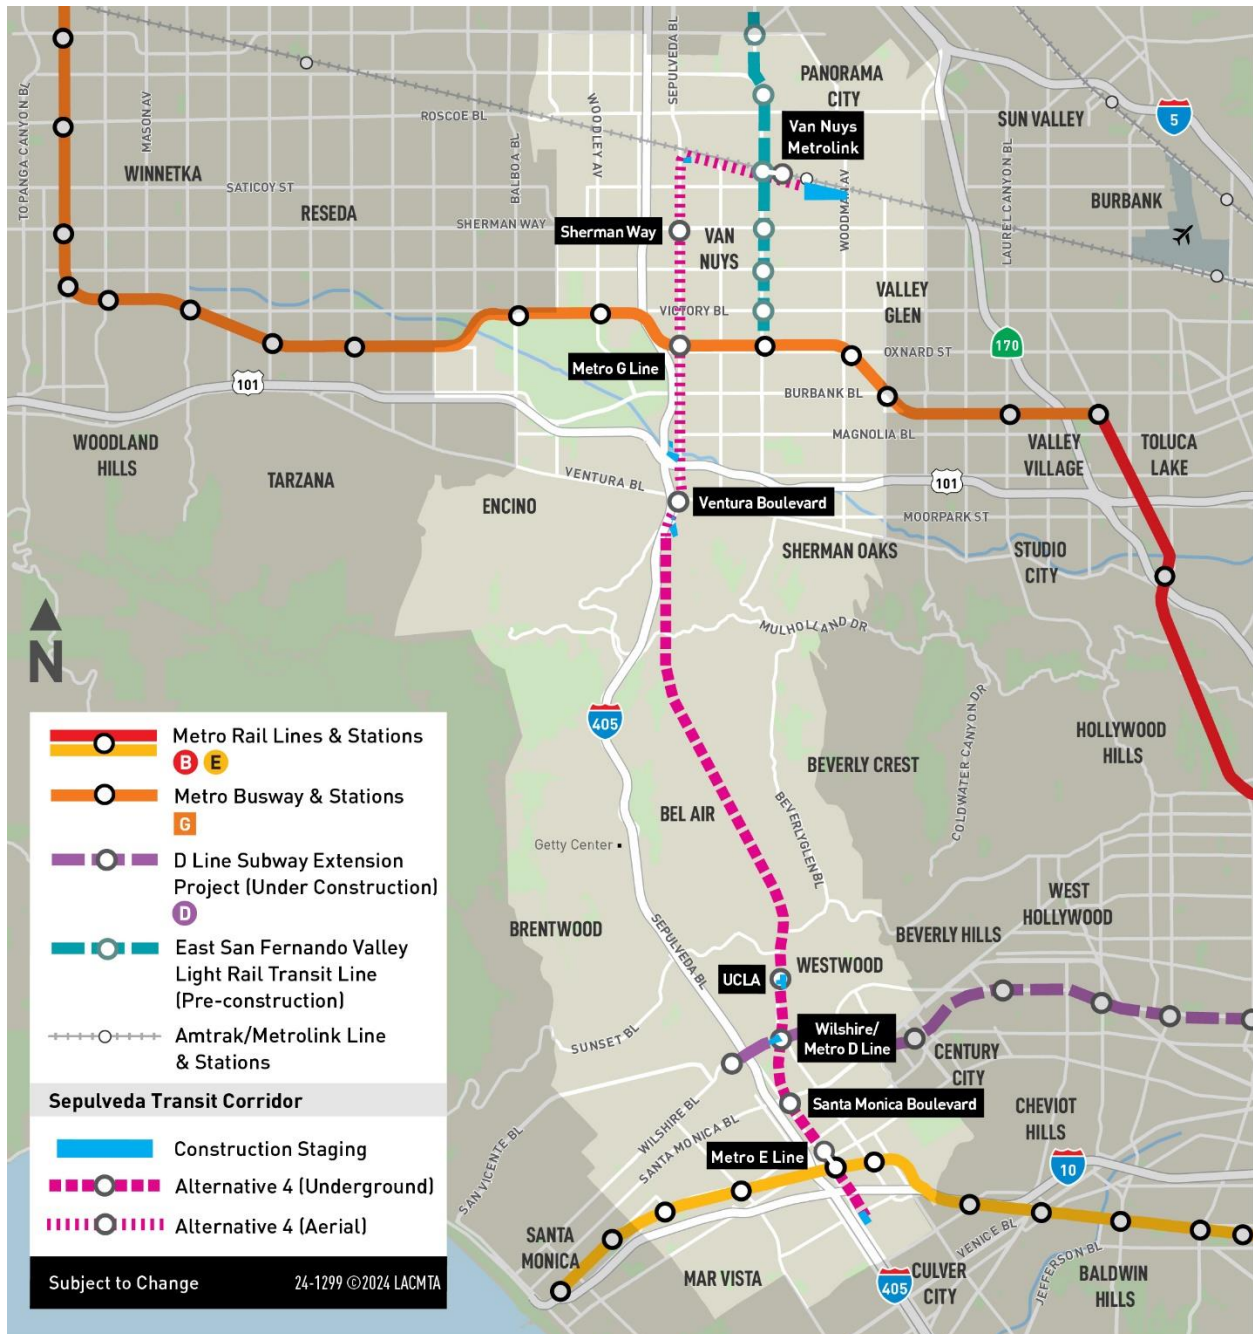 TO PANGA CANYON BL
MASON AV
ROSCOE BL
WINNETKA
SATICOY ST
RESEDA
BALBOA BL
SHERMAN WAY
WOODLEY AV
SEPULVEDA BL
PANORAMA
CITY
Van Nuys
Metrolink
SUN VALLEY
5
LAUREL CANYON BL
BURBANK
WOODMAN AV
Sherman Way
VAN
NUYS
VICTORY BL
VALLEY
GLEN
OXNARD ST
170
Metro G Line
101
BURBANK BL
MAGNOLIA BL
WOODLAND
HILLS
TARZANA
VENTURA BL
ENCINO
Ventura Boulevard
101
VALLEY
VILLAGE
TOLUCA
LAKE
MOORPARK ST
SHERMAN OAKS
STUDIO
CITY
MULHOLLAND DR
N
405
COLDWATER CANYON DR
HOLLYWOOD
HILLS
BEVERLY CREST
BEL AIR
BEVERLY GLEN BL
Getty Center
BRENTWOOD
SEPULVEDA BL
WEST
HOLLYWOOD
BEVERLY HILLS
UCLA
WESTWOOD
SUNSET BL
Wilshire/
Metro D Line
CENTURY
CITY
WILSHIRE BL
SANTA MONICA BL
Santa Monica Boulevard
CHEVIOT
HILLS
SAN VICENTE BL
Metro E Line
10
SANTA
MONICA
MAR VISTA
VENICE BL
JEFFERSON BL
405
CULVER
CITY
BALDWIN
HILLS
Metro Rail Lines & Stations
B E
Metro Busway & Stations
G
D Line Subway Extension
Project (Under Construction)
D
East San Fernando Valley
Light Rail Transit Line
(Pre-construction)
Amtrak/Metrolink Line
& Stations
Sepulveda Transit Corridor
Construction Staging
Alternative 4 (Underground)
Alternative 4 (Aerial)
Subject to Change
24-1299 ©2024 LACMTA